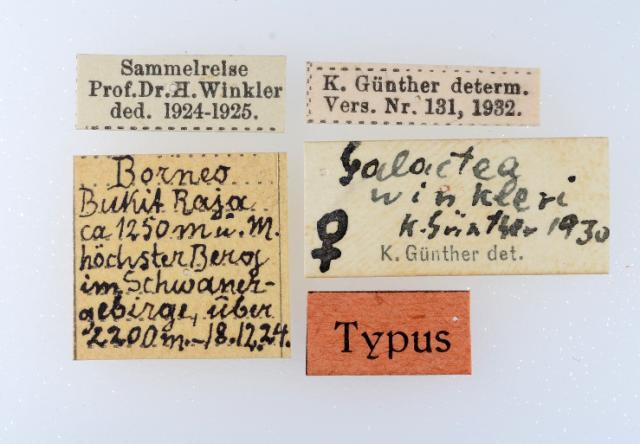 Sammelreise
Prof.Dr.H.Winkler
ded. 1924-1925.
K. Günther determ.
Vers. Nr. 131, 1932.
Borneo
Bukit Raja
ca 1250 m ü. M.
höchster Berg
im Schwaner-
gebirge, über
2200 m.-18.12.24.
Galactea
winkleri
♀ K. Günther 1930
K. Günther det.
Typus